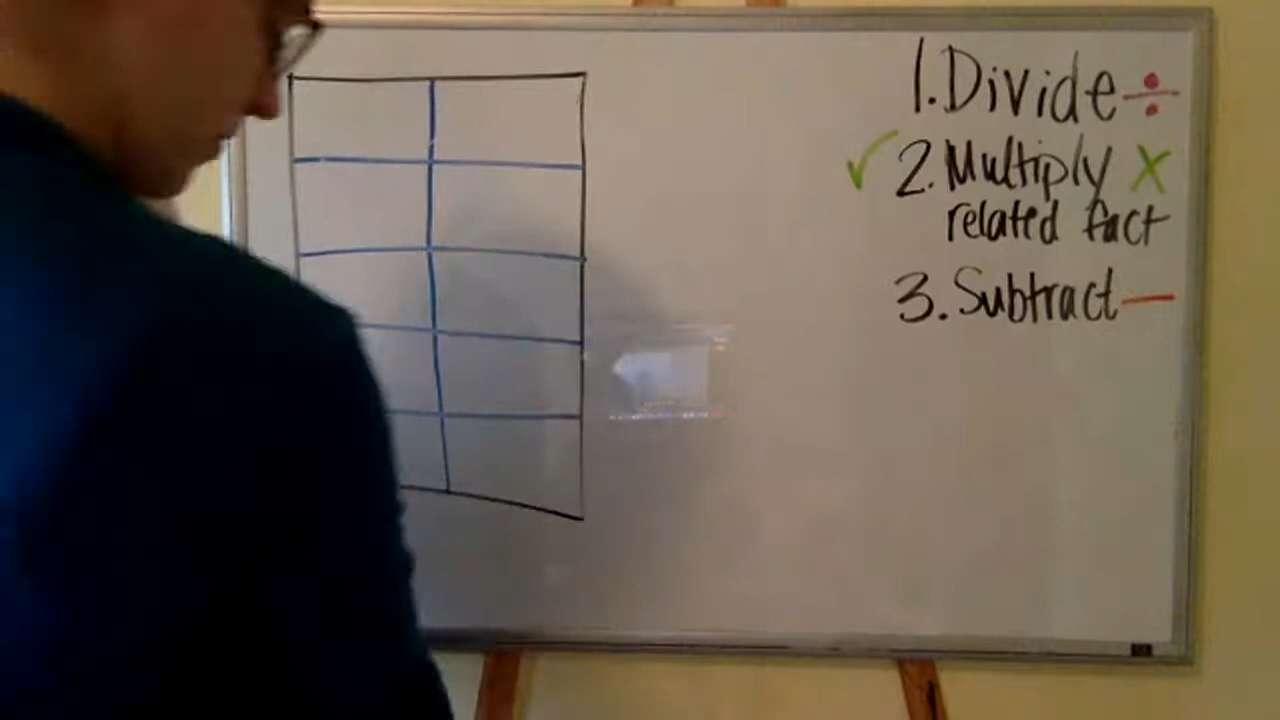 1. Divide ÷
✓ 2. Multiply X
related fact
3. Subtract —